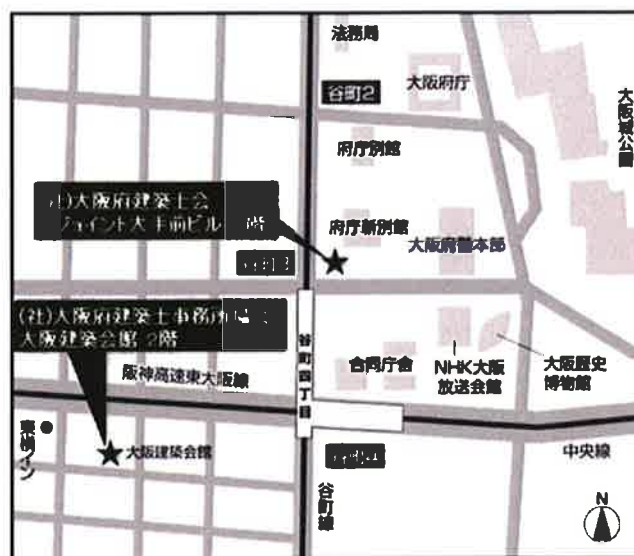 法務局
谷町2
大阪府庁
大阪城公園
府庁別館
(社)大阪府建築士会
府庁新別館
大阪府警本部
(社)大阪府建築士事務所
大阪建築会館 2階
谷町四丁目
合同庁舎
NHK大阪
放送会館
大阪歴史
博物館
阪神高速東大阪線
東横イン
大阪建築会館
中央線
谷町線
N